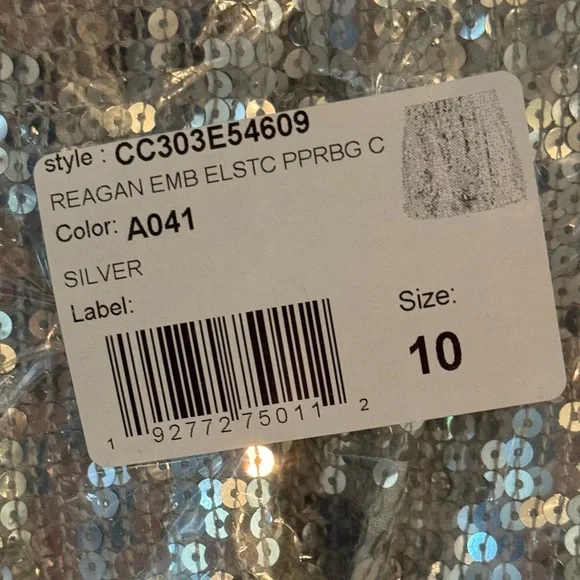 style : CC303E54609
REAGAN EMB ELSTC PPRBG C
Color: A041
SILVER
Label:
Size:
10
1 92772 75011 2